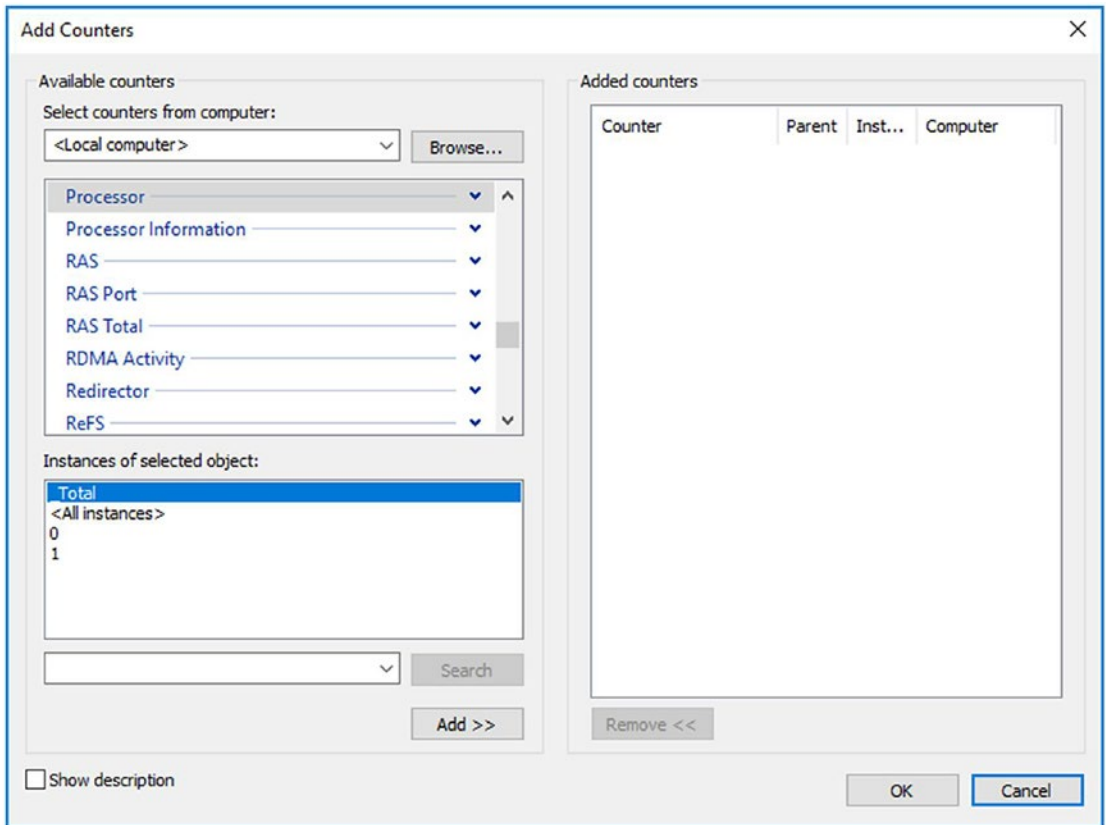 Add Counters
Available counters
Select counters from computer:
<Local computer>
Browse...
Processor
Processor Information
RAS
RAS Port
RAS Total
RDMA Activity
Redirector
ReFS
Instances of selected object:
_Total
<All instances>
0
1
Search
Add >>
Show description
Added counters
Counter Parent Inst... Computer
Remove <<
OK Cancel